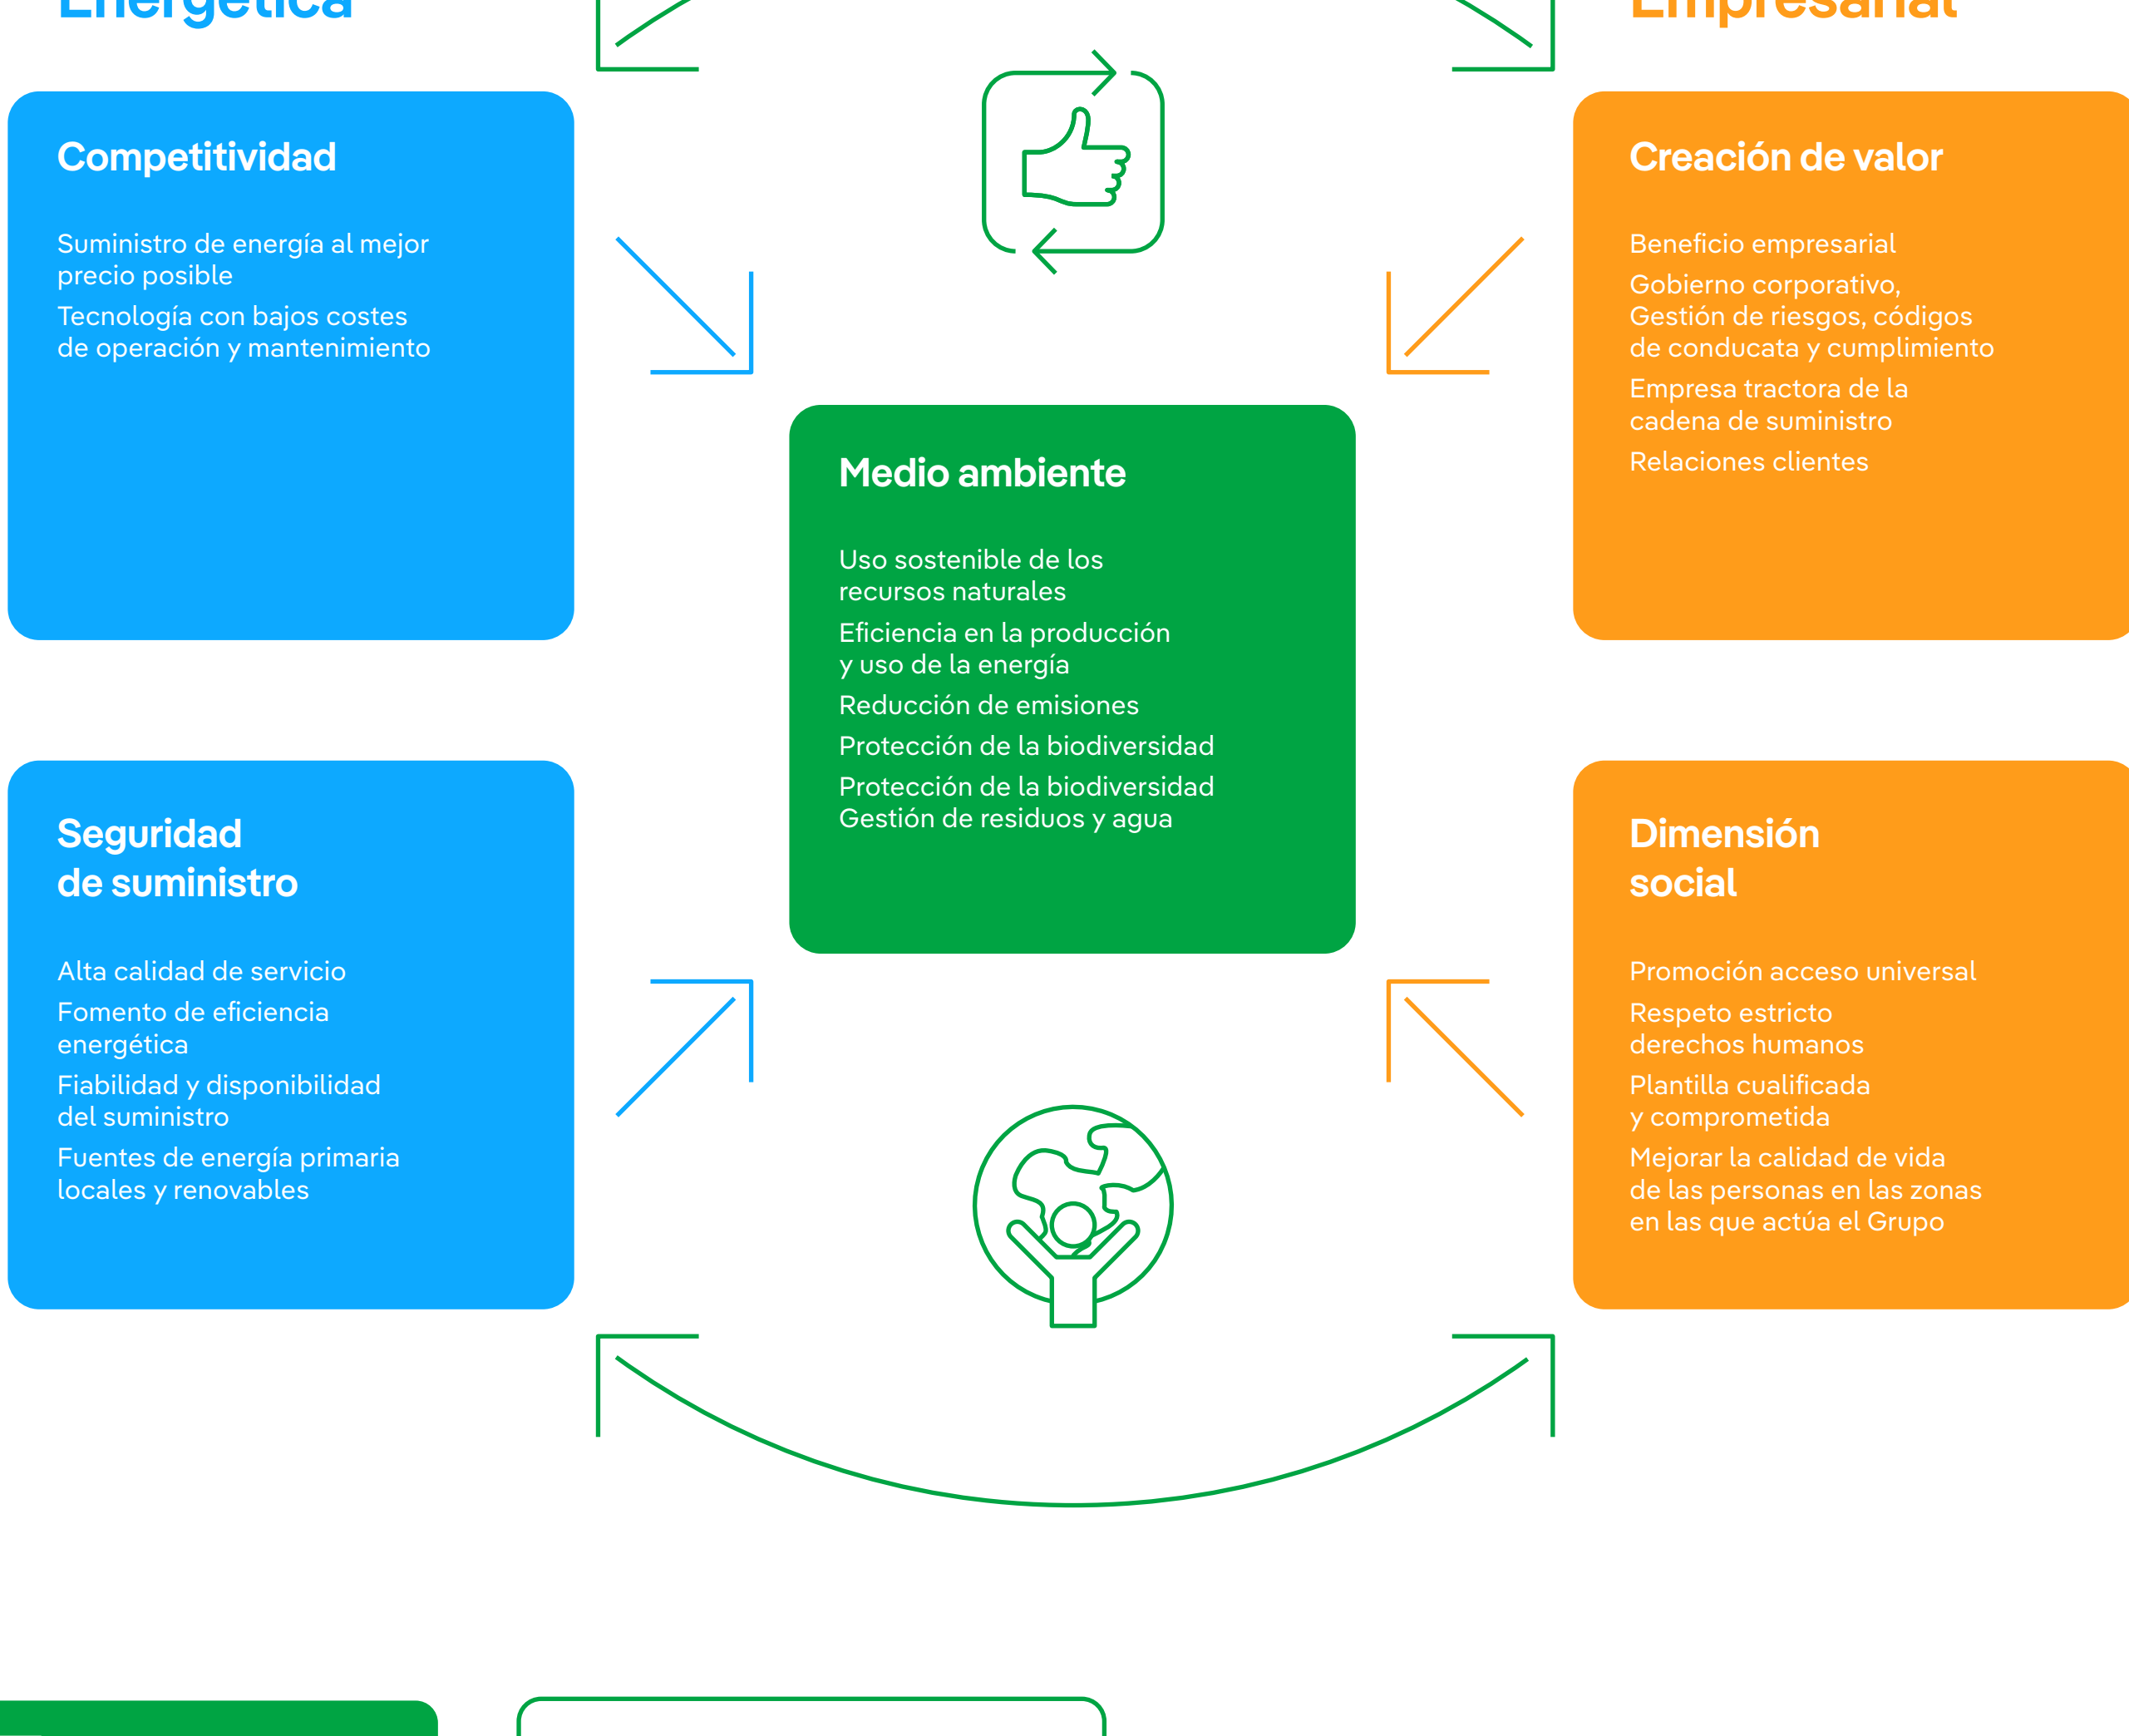 Energética
Empresarial
Competitividad
Suministro de energía al mejor
precio posible
Tecnología con bajos costes
de operación y mantenimiento
Creación de valor
Beneficio empresarial
Gobierno corporativo,
Gestión de riesgos, códigos
de conducata y cumplimiento
Empresa tractora de la
cadena de suministro
Relaciones clientes
Medio ambiente
Uso sostenible de los
recursos naturales
Eficiencia en la producción
y uso de la energía
Reducción de emisiones
Protección de la biodiversidad
Protección de la biodiversidad
Gestión de residuos y agua
Seguridad
de suministro
Alta calidad de servicio
Fomento de eficiencia
energética
Fiabilidad y disponibilidad
del suministro
Fuentes de energía primaria
locales y renovables
Dimensión
social
Promoción acceso universal
Respeto estricto
derechos humanos
Plantilla cualificada
y comprometida
Mejorar la calidad de vida
de las personas en las zonas
en las que actúa el Grupo